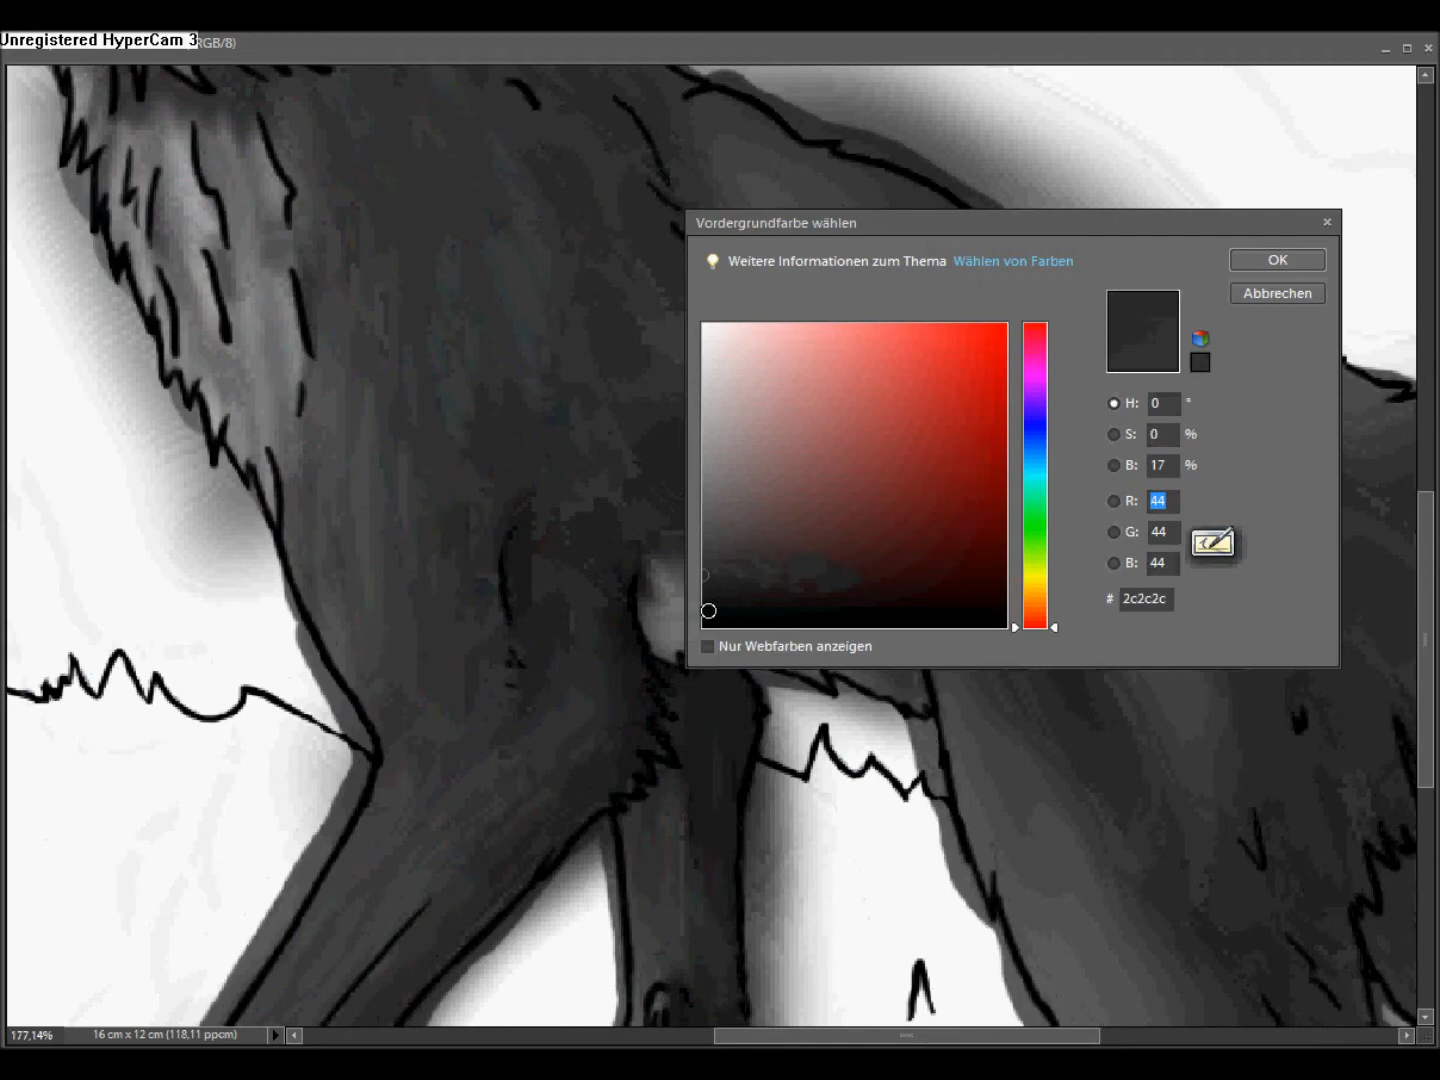 Unregistered HyperCam 3
RGB/8)
Vordergrundfarbe wählen
Weitere Informationen zum Thema Wählen von Farben
OK
Abbrechen
H: 0 °
S: 0 %
B: 17 %
R: 44
G: 44
B: 44
# 2c2c2c
Nur Webfarben anzeigen
177,14% 16 cm x 12 cm (118,11 ppcm)